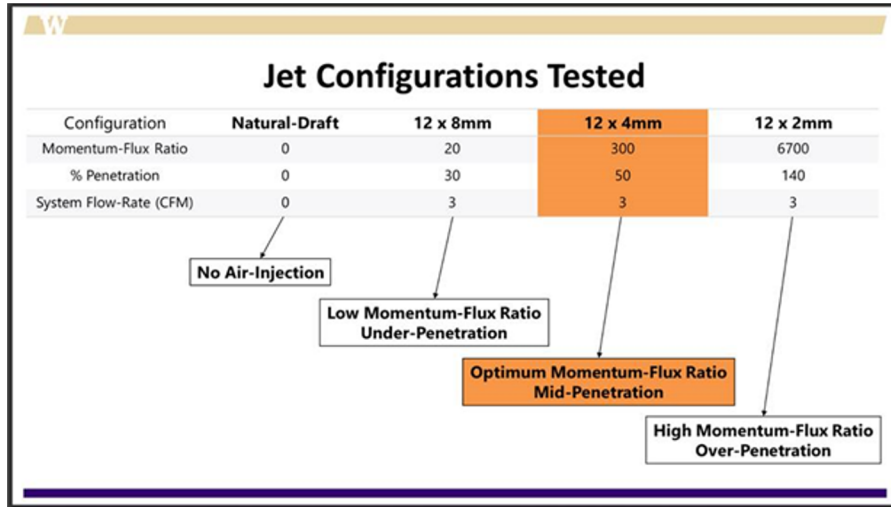 W
Jet Configurations Tested
Configuration Natural-Draft 12 x 8mm 12 x 4mm 12 x 2mm
Momentum-Flux Ratio 0 20 300 6700
% Penetration 0 30 50 140
System Flow-Rate (CFM) 0 3 3 3
No Air-Injection
Low Momentum-Flux Ratio
Under-Penetration
Optimum Momentum-Flux Ratio
Mid-Penetration
High Momentum-Flux Ratio
Over-Penetration